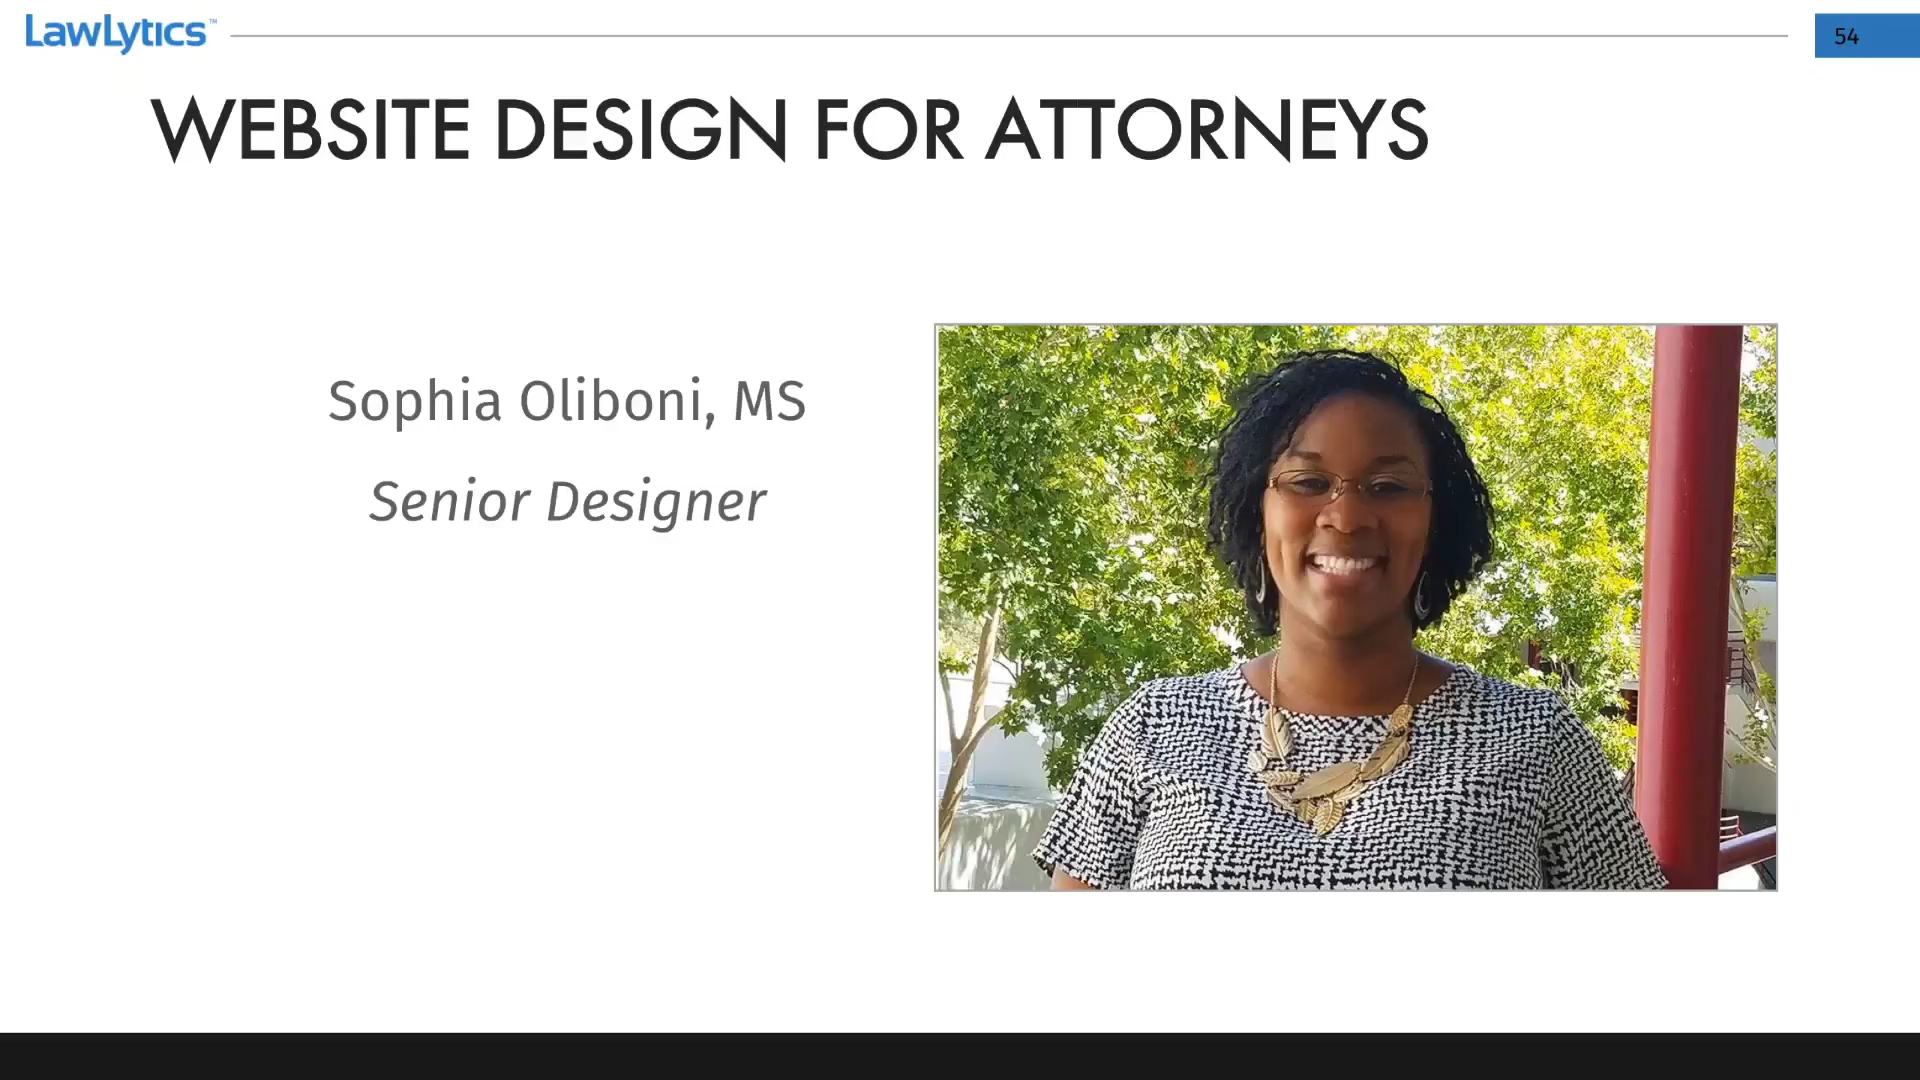 LawLytics™
54
WEBSITE DESIGN FOR ATTORNEYS
Sophia Oliboni, MS
Senior Designer